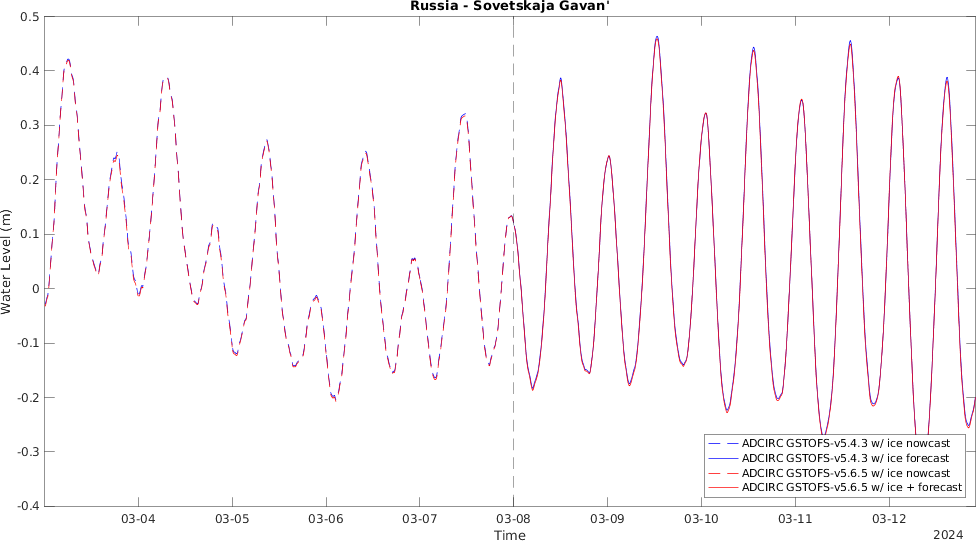 Russia - Sovetskaja Gavan'
0.5
0.4
0.3
0.2
0.1
0
-0.1
-0.2
-0.3
-0.4
Water Level (m)
03-04
03-05
03-06
03-07
03-08
03-09
03-10
03-11
03-12
Time
2024
ADCIRC GSTOFS-v5.4.3 w/ ice nowcast
ADCIRC GSTOFS-v5.4.3 w/ ice forecast
ADCIRC GSTOFS-v5.6.5 w/ ice nowcast
ADCIRC GSTOFS-v5.6.5 w/ ice + forecast